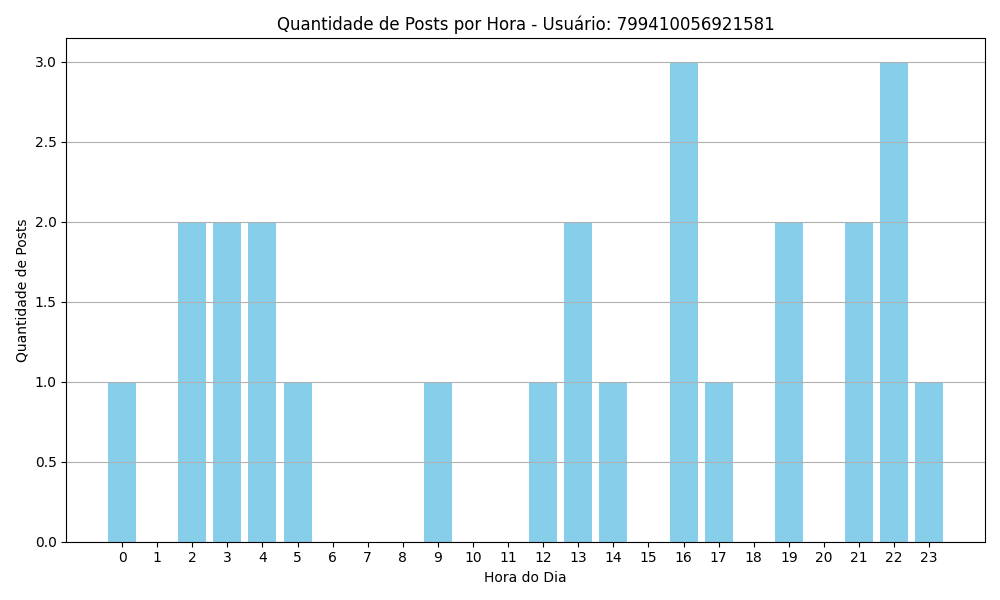 Quantidade de Posts por Hora - Usuário: 799410056921581
Quantidade de Posts
3.0
2.5
2.0
1.5
1.0
0.5
0.0
0 1 2 3 4 5 6 7 8 9 10 11 12 13 14 15 16 17 18 19 20 21 22 23
Hora do Dia